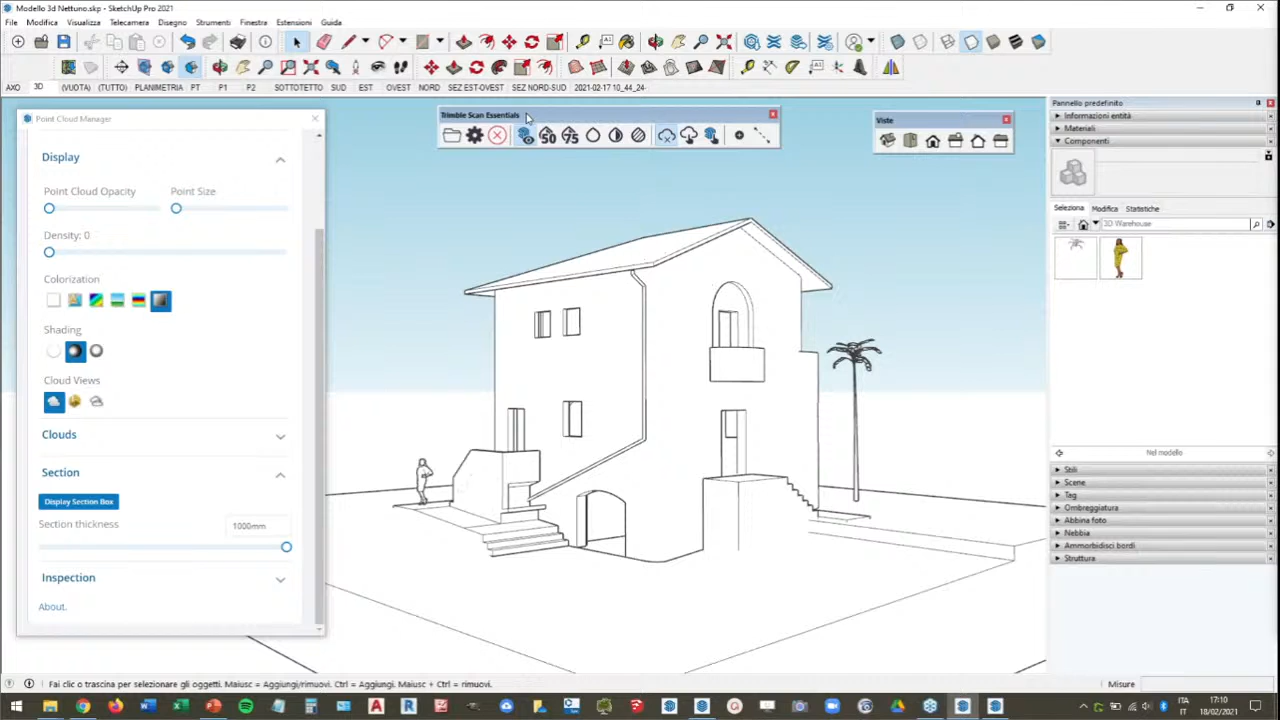 Modello 3d Nettuno.skp - SketchUp Pro 2021
File Modifica Visualizza Telecamera Disegno Strumenti Finestra Estensioni Guida
AXO 3D (VUOTA) (TUTTO) PLANIMETRIA PT P1 P2 SOTTOTETTO SUD EST OVEST NORD SEZ EST-OVEST SEZ NORD-SUD 2021-02-17 10_44_24-
Point Cloud Manager
Display
Point Cloud Opacity Point Size
Density: 0
Colorization
Shading
Cloud Views
Clouds
Section
Display Section Box
Section thickness 1000mm
Inspection
About.
Trimble Scan Essentials
50 75
Viste
Pannello predefinito
Informazioni entità
Materiali
Componenti
Seleziona Modifica Statistiche
3D Warehouse
Nel modello
Stili
Scene
Tag
Ombreggiatura
Abbina foto
Nebbia
Ammorbidisci bordi
Struttura
Fai clic o trascina per selezionare gli oggetti. Maiusc = Aggiungi/rimuovi. Ctrl = Aggiungi. Maiusc + Ctrl = rimuovi.
Misure
ITA 17:10
IT 18/02/2021